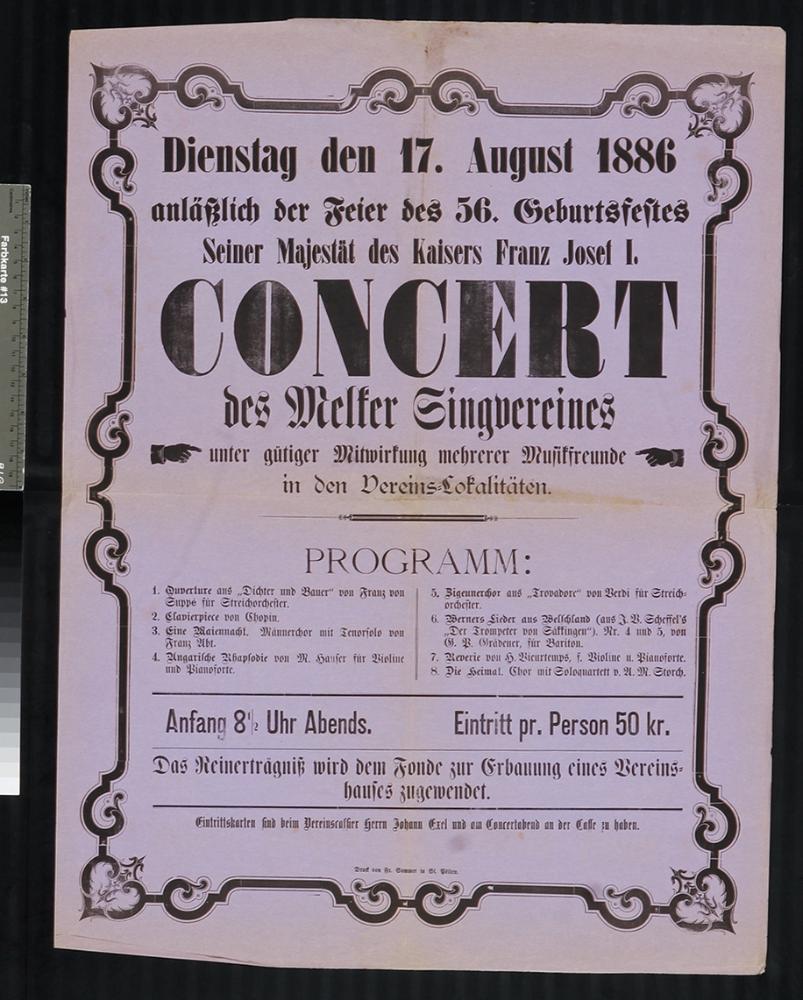 Dienstag den 17. August 1886
anläßlich der Feier des 56. Geburtsfestes
Seiner Majestät des Kaisers Franz Josef I.
CONCERT
des Melker Singvereines
unter gütiger Mitwirkung mehrerer Musikfreunde
in den Vereins-Lokalitäten.
PROGRAMM:
1. Ouverture aus „Dichter und Bauer" von Franz von
Suppé für Streichorchester.
2. Clavierpiece von Chopin.
3. Eine Maiennacht. Männerchor mit Tenorsolo von
Franz Abt.
4. Ungarische Rhapsodie von M. Hauser für Violine
und Pianoforte.
5. Zigeunerchor aus „Trovadore" von Verdi für Streich-
orchester.
6. Werners Lieder aus Welschland (aus J. V. Scheffel's
„Der Trompeter von Säkkingen"). Nr. 4 und 5, von
G. P. Grädener, für Bariton.
7. Reverie von H. Vieurtemps, f. Violine u. Pianoforte.
8. Die Heimat. Chor mit Soloquartett v. A. M. Storch.
Anfang 8½ Uhr Abends.
Eintritt pr. Person 50 kr.
Das Reinerträgniß wird dem Fonde zur Erbauung eines Vereins-
hauses zugewendet.
Eintrittskarten sind beim Vereinscassier Herrn Johann Exel und am Concertabend an der Casse zu haben.
Druck von Fr. Sommer in St. Pölten.
Farbkarte #13